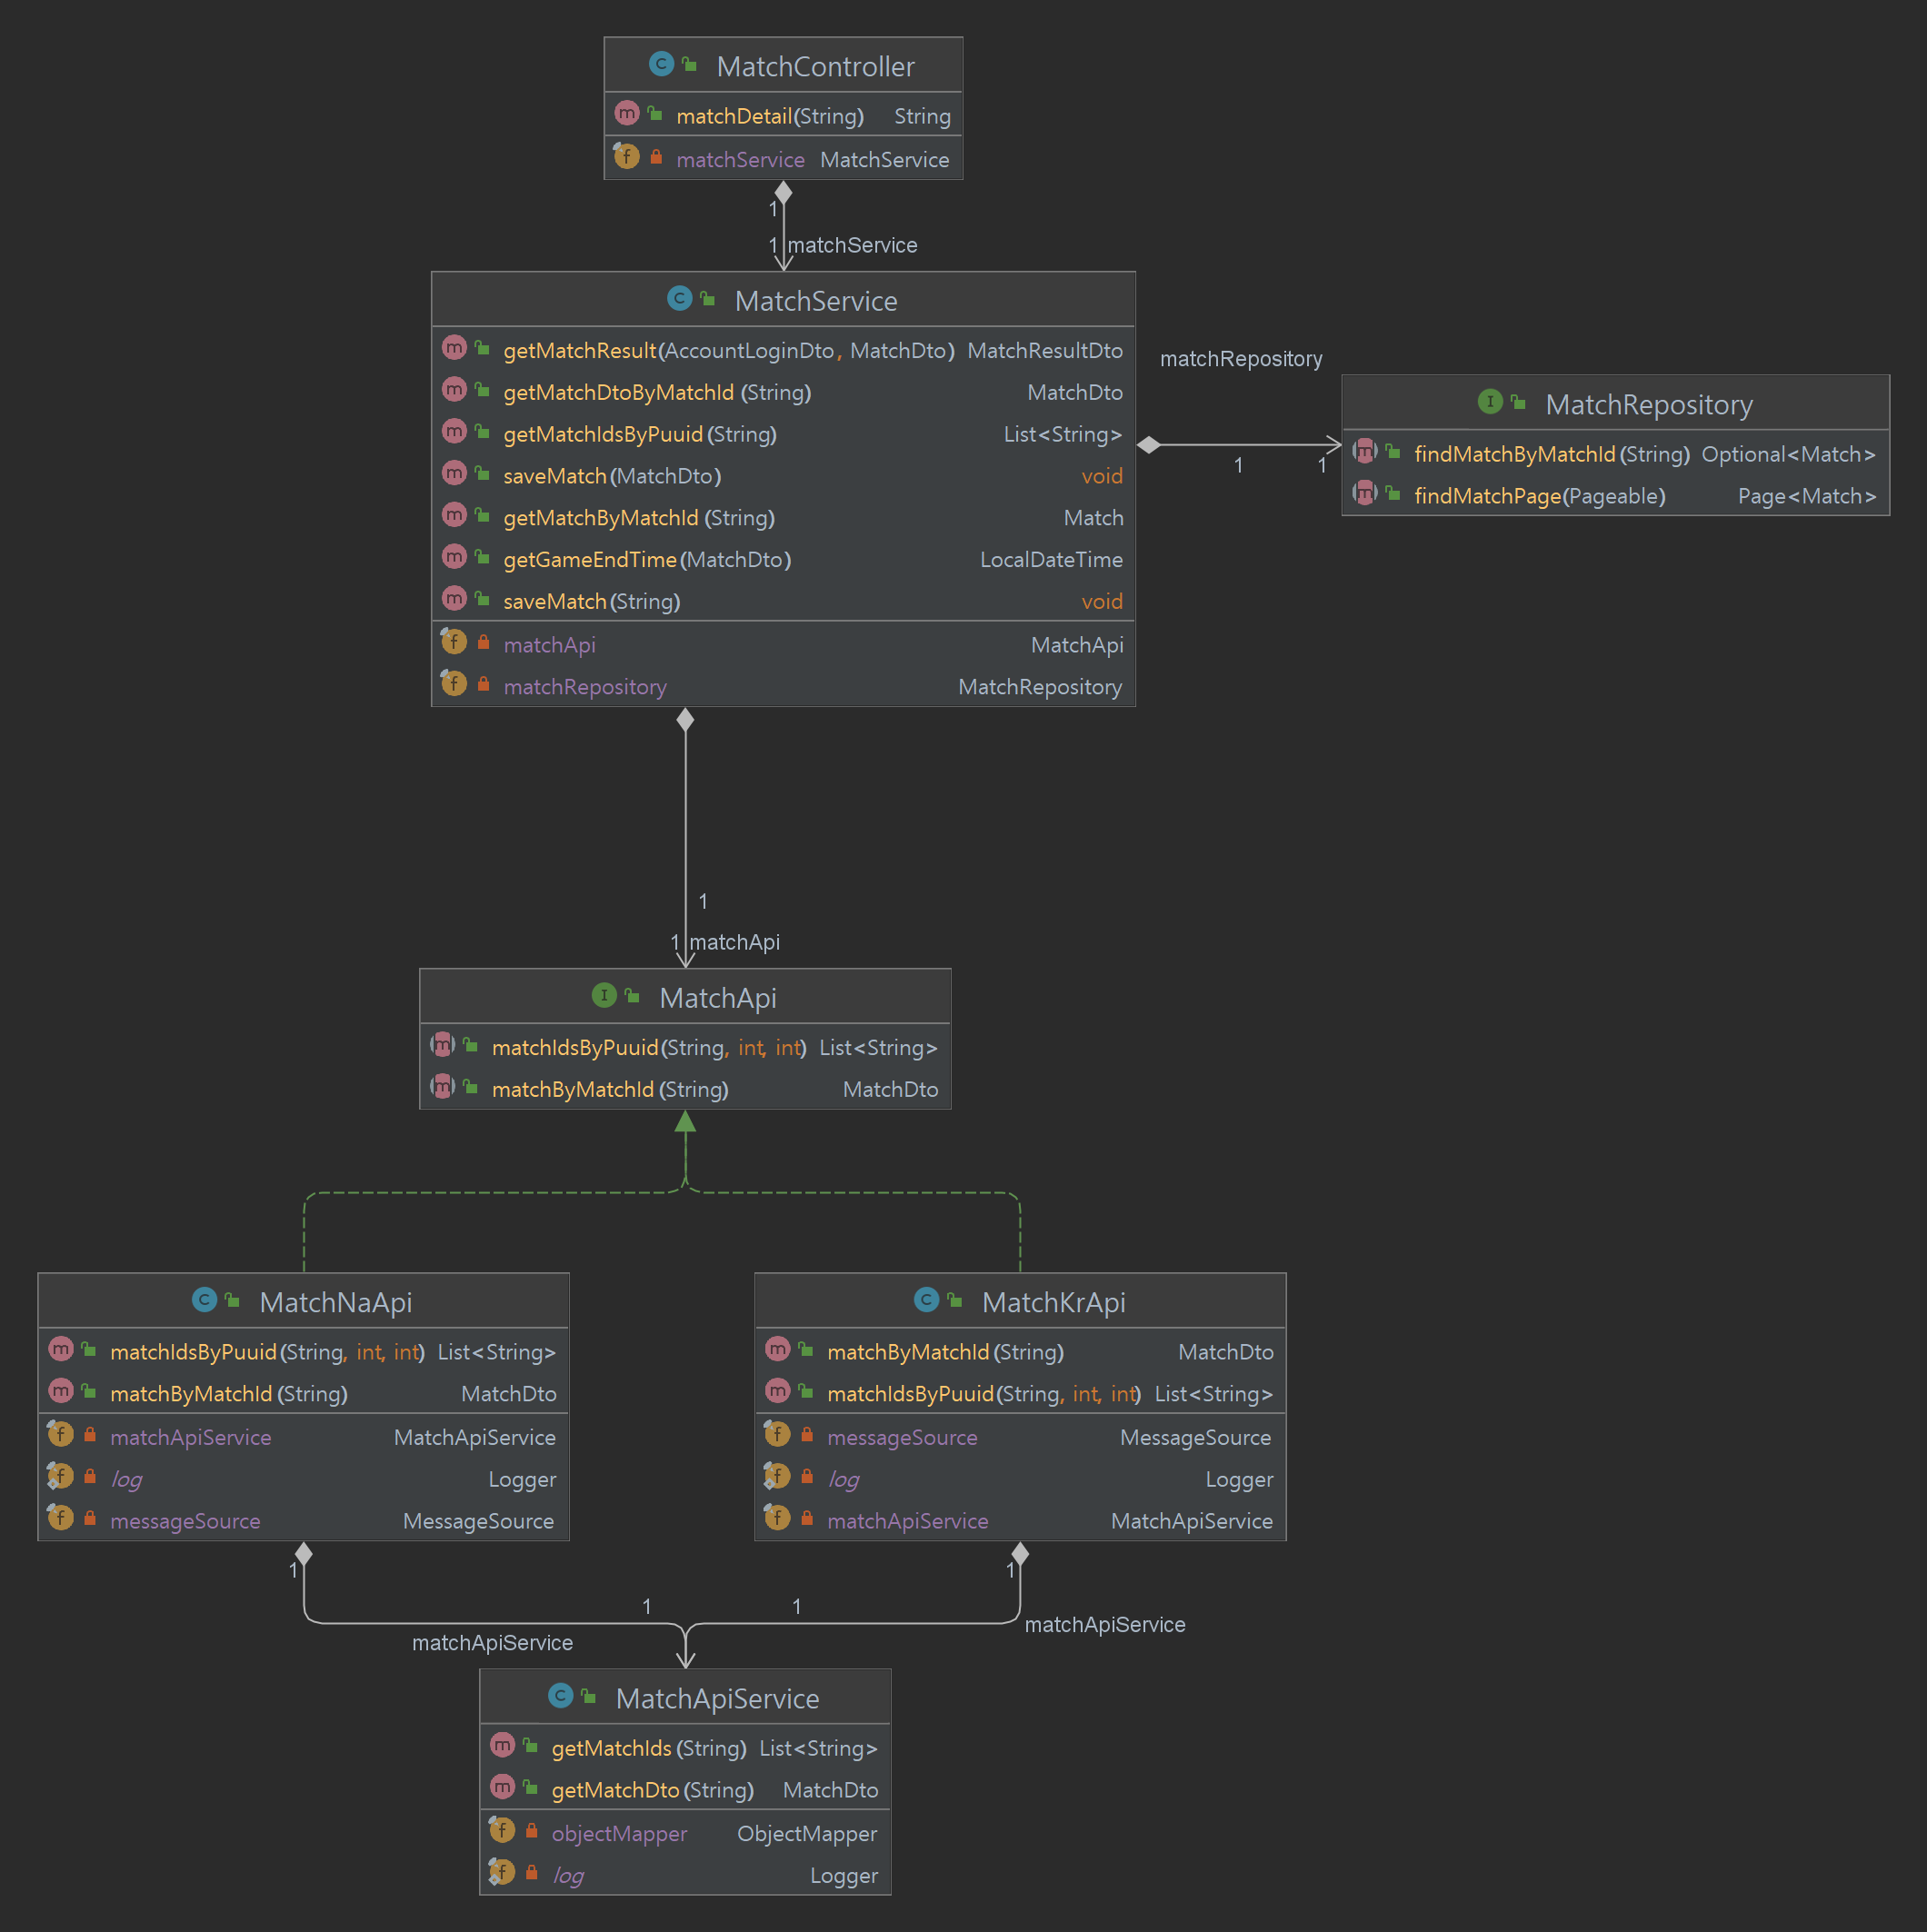 MatchController
matchDetail(String) String
matchService MatchService
1
1 matchService
MatchService
getMatchResult(AccountLoginDto, MatchDto) MatchResultDto
getMatchDtoByMatchId (String) MatchDto
getMatchIdsByPuuid (String) List<String>
saveMatch (MatchDto) void
getMatchByMatchId (String) Match
getGameEndTime (MatchDto) LocalDateTime
saveMatch (String) void
matchApi MatchApi
matchRepository MatchRepository
matchRepository
1 1
MatchRepository
findMatchByMatchId (String) Optional<Match>
findMatchPage(Pageable) Page<Match>
1
1 matchApi
MatchApi
matchIdsByPuuid(String, int, int) List<String>
matchByMatchId (String) MatchDto
MatchNaApi
matchIdsByPuuid(String, int, int) List<String>
matchByMatchId (String) MatchDto
matchApiService MatchApiService
log Logger
messageSource MessageSource
MatchKrApi
matchByMatchId (String) MatchDto
matchIdsByPuuid(String, int, int) List<String>
messageSource MessageSource
log Logger
matchApiService MatchApiService
1 1
1 1
matchApiService
matchApiService
MatchApiService
getMatchIds (String) List<String>
getMatchDto (String) MatchDto
objectMapper ObjectMapper
log Logger